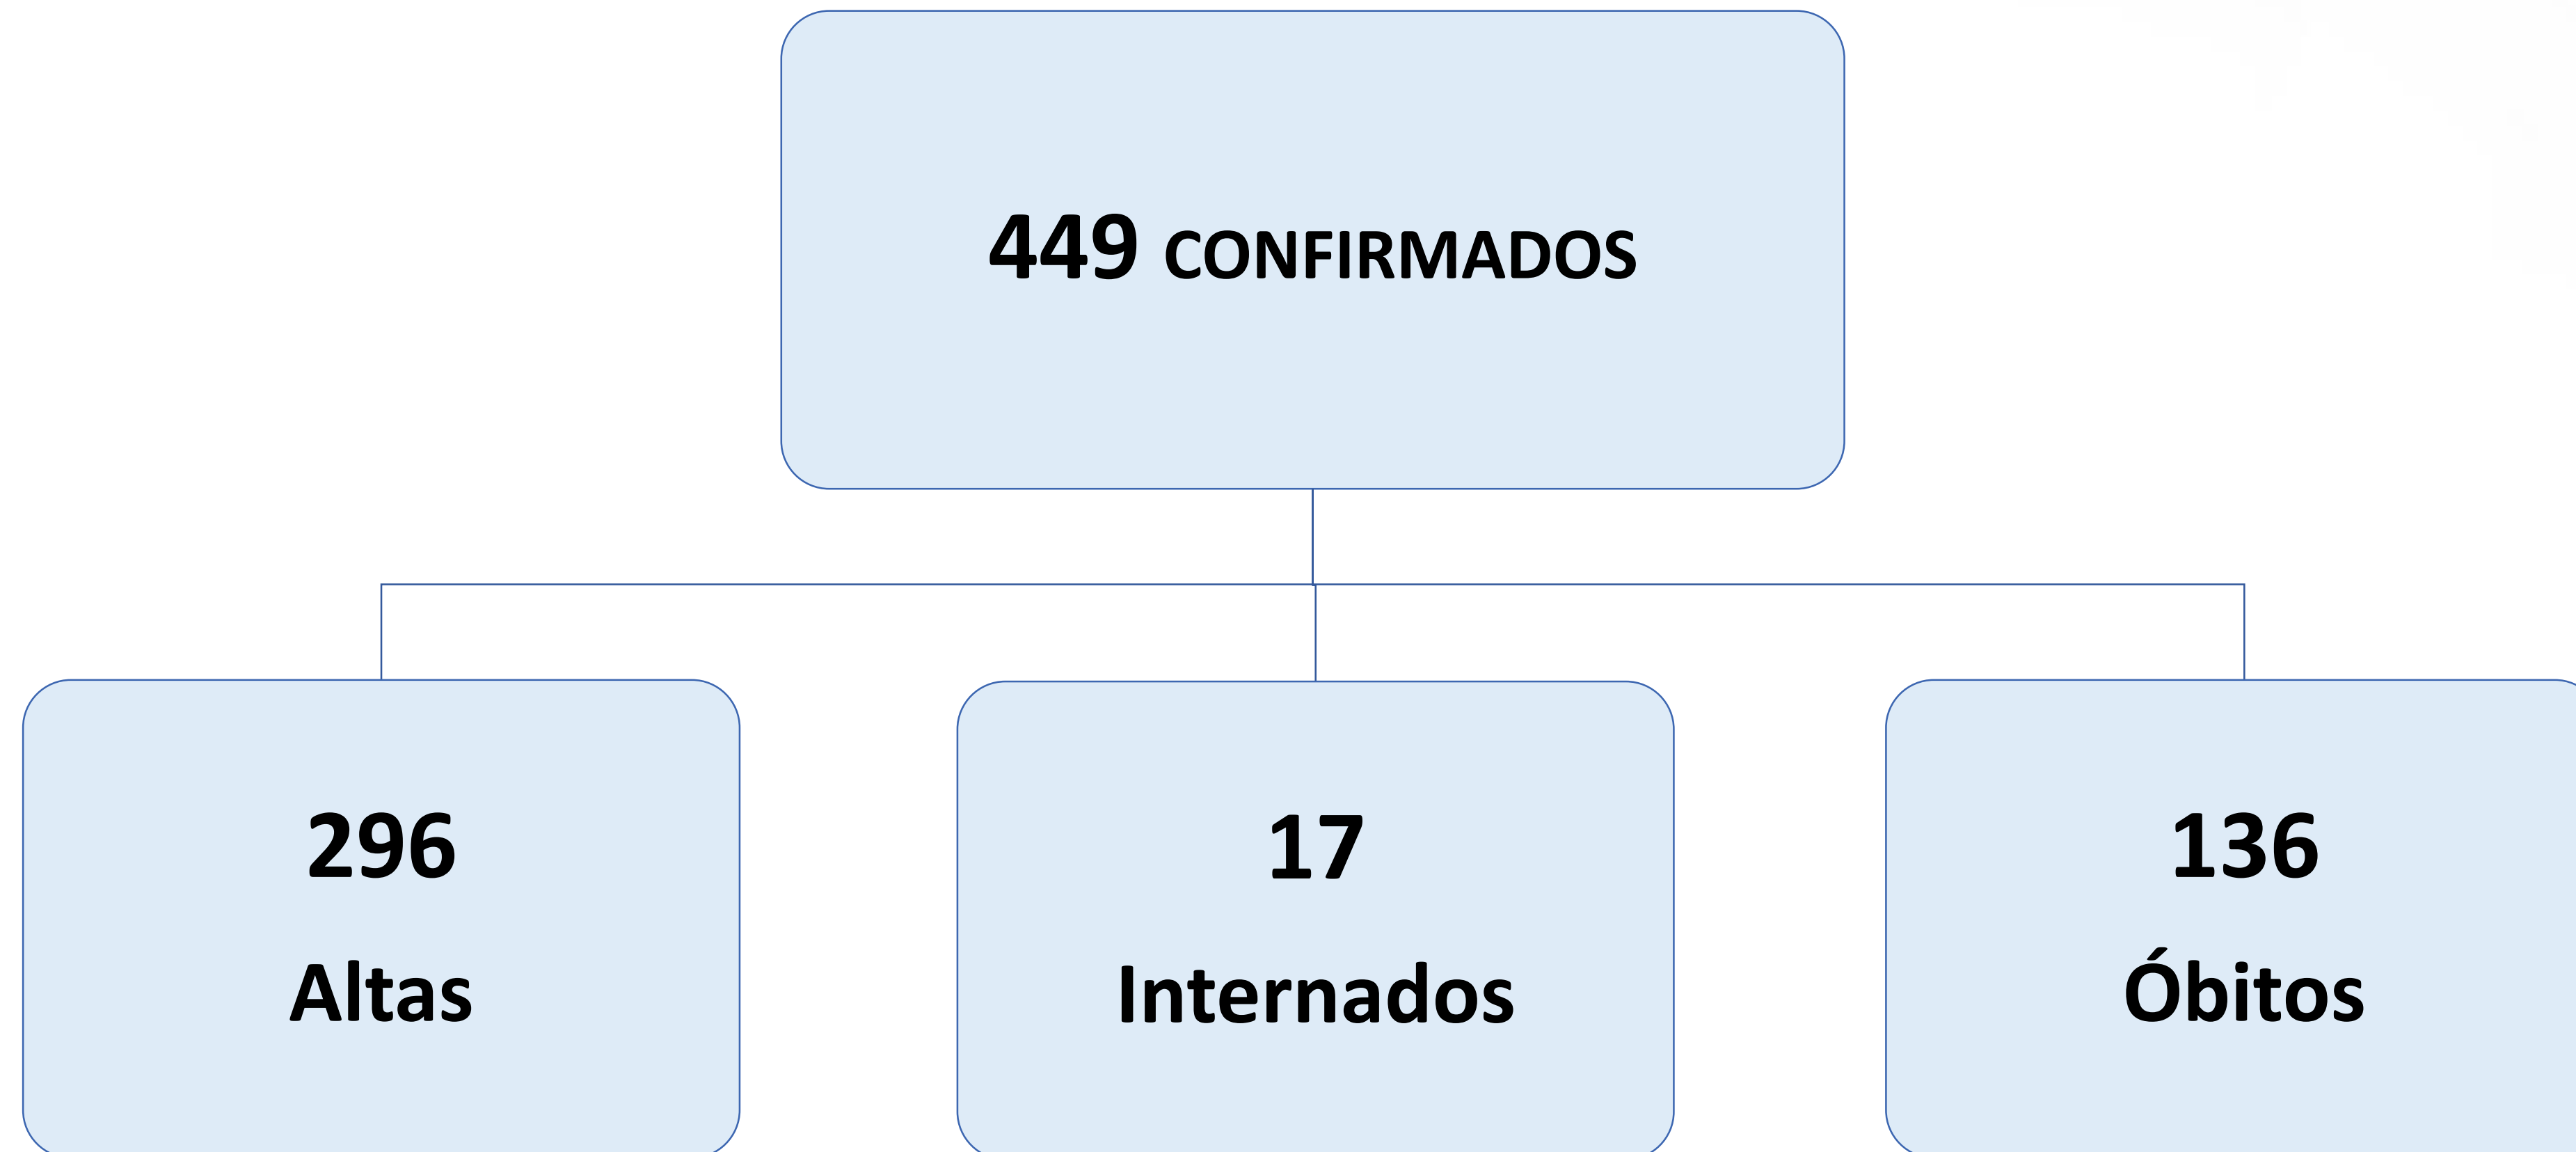 449 CONFIRMADOS
296
Altas
17
Internados
136
Óbitos